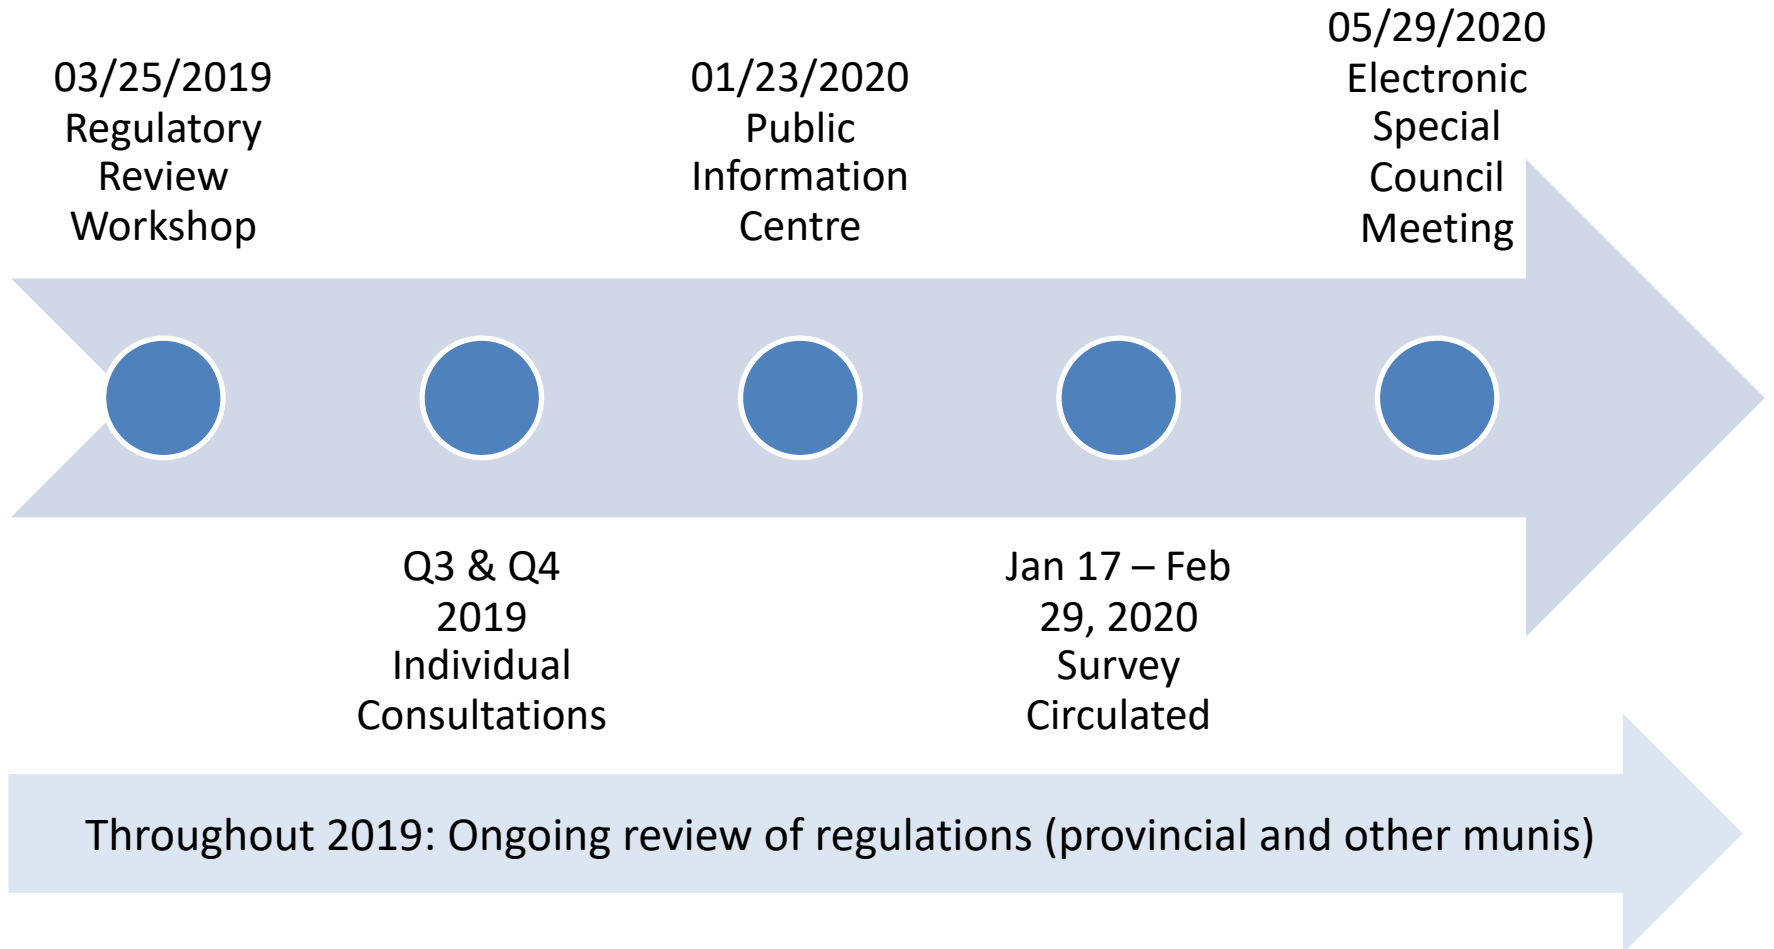 03/25/2019
Regulatory
Review
Workshop
Q3 & Q4
2019
Individual
Consultations
01/23/2020
Public
Information
Centre
Jan 17 – Feb
29, 2020
Survey
Circulated
05/29/2020
Electronic
Special
Council
Meeting
Throughout 2019: Ongoing review of regulations (provincial and other munis)